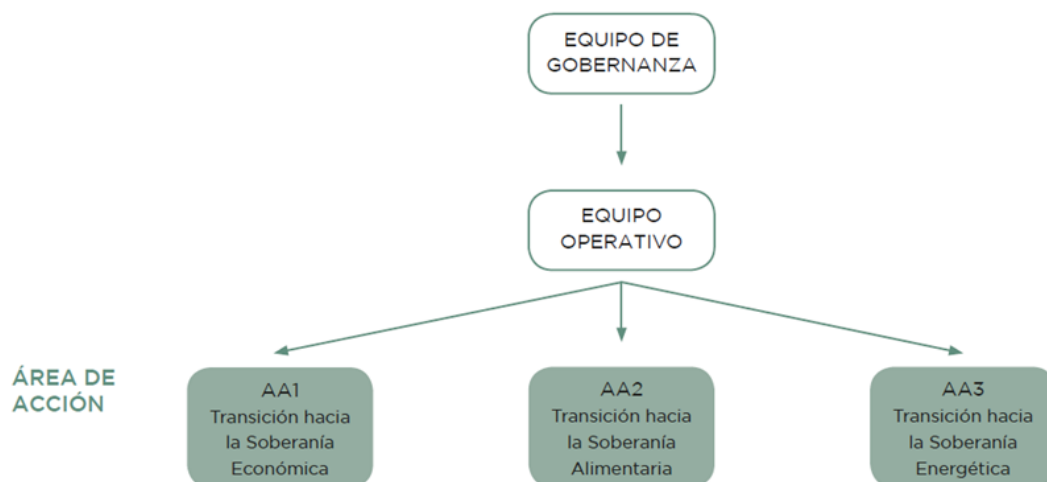 EQUIPO DE
GOBERNANZA
EQUIPO
OPERATIVO
ÁREA DE
ACCIÓN
AA1
Transición hacia
la Soberanía
Económica
AA2
Transición hacia
la Soberanía
Alimentaria
AA3
Transición hacia
la Soberanía
Energética